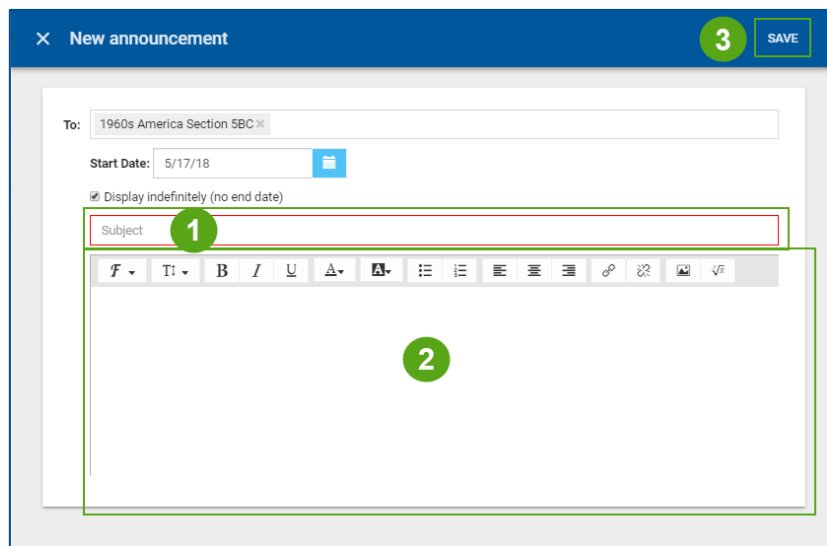 New announcement
3
SAVE
To: 1960s America Section 5BC
Start Date: 5/17/18
Display indefinitely (no end date)
Subject
1
F TI B I U A A √x
2